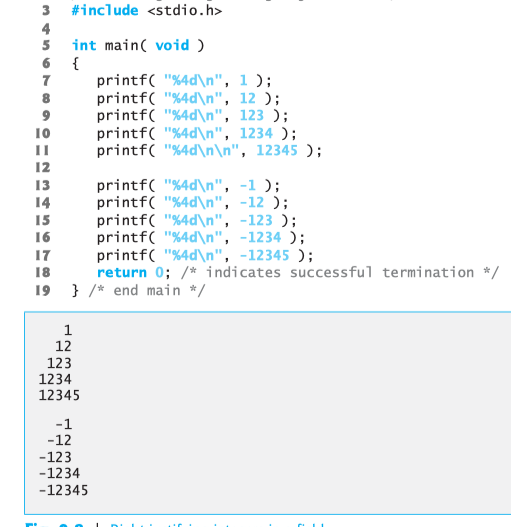 3 #include <stdio.h>
4
5 int main( void )
6 {
7    printf( "%4d\n", 1 );
8    printf( "%4d\n", 12 );
9    printf( "%4d\n", 123 );
10    printf( "%4d\n", 1234 );
11    printf( "%4d\n\n", 12345 );
12
13    printf( "%4d\n", -1 );
14    printf( "%4d\n", -12 );
15    printf( "%4d\n", -123 );
16    printf( "%4d\n", -1234 );
17    printf( "%4d\n", -12345 );
18    return 0; /* indicates successful termination */
19 } /* end main */
   1
  12
 123
1234
12345
  -1
 -12
-123
-1234
-12345